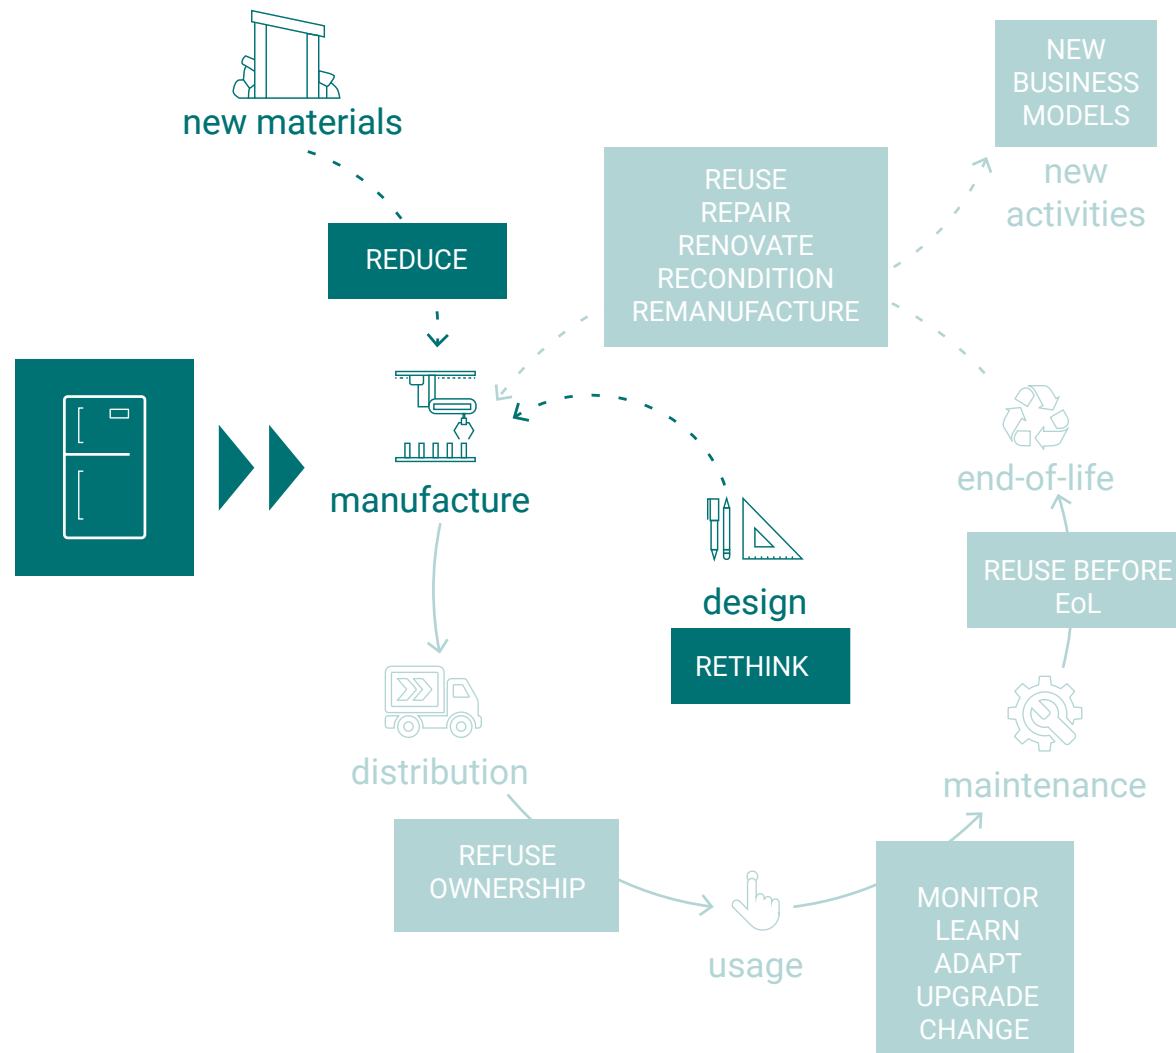 new materials
REDUCE
manufacture
design
RETHINK
distribution
REFUSE
OWNERSHIP
usage
MONITOR
LEARN
ADAPT
UPGRADE
CHANGE
maintenance
REUSE BEFORE
EoL
end-of-life
REUSE
REPAIR
RENOVATE
RECONDITION
REMANUFACTURE
NEW
BUSINESS
MODELS
new
activities